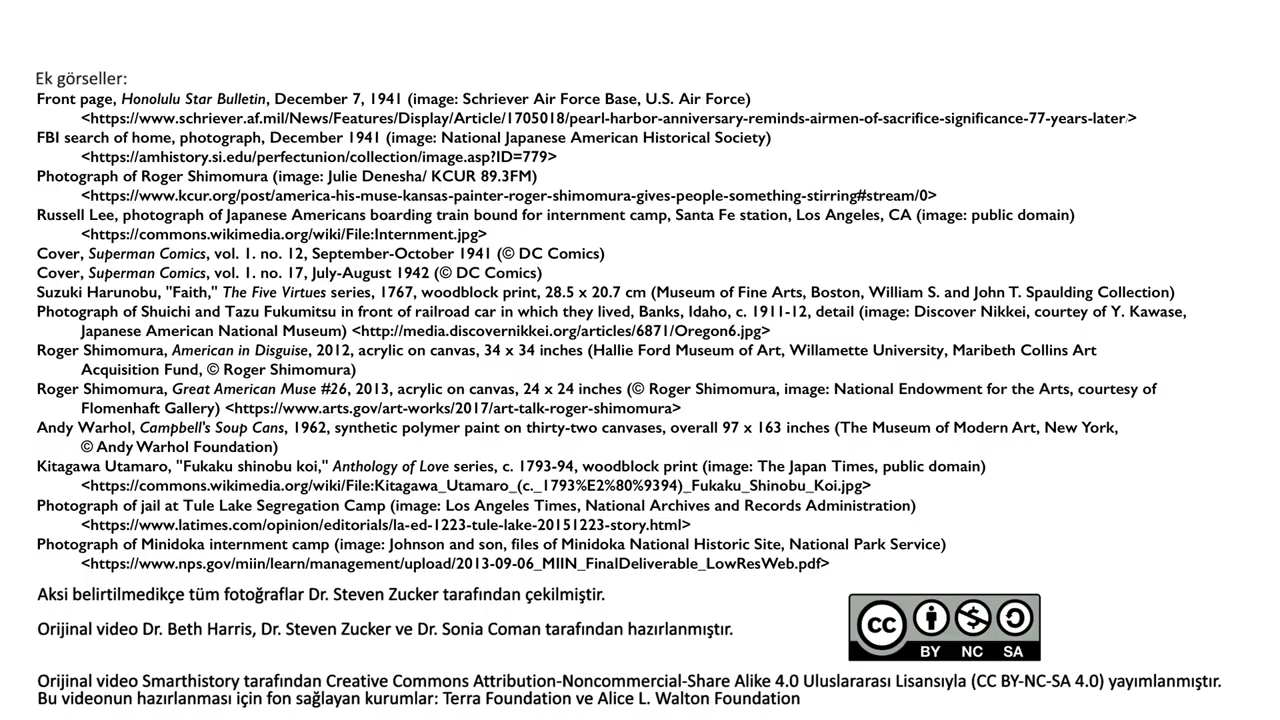 Ek görseller:
Front page, Honolulu Star Bulletin, December 7, 1941 (image: Schriever Air Force Base, U.S. Air Force)
<https://www.schriever.af.mil/News/Features/Display/Article/1705018/pearl-harbor-anniversary-reminds-airmen-of-sacrifice-significance-77-years-later>
FBI search of home, photograph, December 1941 (image: National Japanese American Historical Society)
<https://amhistory.si.edu/perfectunion/collection/image.asp?ID=779>
Photograph of Roger Shimomura (image: Julie Denesha/ KCUR 89.3FM)
<https://www.kcur.org/post/america-his-muse-kansas-painter-roger-shimomura-gives-people-something-stirring#stream/0>
Russell Lee, photograph of Japanese Americans boarding train bound for internment camp, Santa Fe station, Los Angeles, CA (image: public domain)
<https://commons.wikimedia.org/wiki/File:Internment.jpg>
Cover, Superman Comics, vol. 1. no. 12, September-October 1941 (© DC Comics)
Cover, Superman Comics, vol. 1. no. 17, July-August 1942 (© DC Comics)
Suzuki Harunobu, "Faith," The Five Virtues series, 1767, woodblock print, 28.5 x 20.7 cm (Museum of Fine Arts, Boston, William S. and John T. Spaulding Collection)
Photograph of Shuichi and Tazu Fukumitsu in front of railroad car in which they lived, Banks, Idaho, c. 1911-12, detail (image: Discover Nikkei, courtey of Y. Kawase,
Japanese American National Museum) <http://media.discovernikkei.org/articles/6871/Oregon6.jpg>
Roger Shimomura, American in Disguise, 2012, acrylic on canvas, 34 x 34 inches (Hallie Ford Museum of Art, Willamette University, Maribeth Collins Art
Acquisition Fund, © Roger Shimomura)
Roger Shimomura, Great American Muse #26, 2013, acrylic on canvas, 24 x 24 inches (© Roger Shimomura, image: National Endowment for the Arts, courtesy of
Flomenhaft Gallery) <https://www.arts.gov/art-works/2017/art-talk-roger-shimomura>
Andy Warhol, Campbell's Soup Cans, 1962, synthetic polymer paint on thirty-two canvases, overall 97 x 163 inches (The Museum of Modern Art, New York,
© Andy Warhol Foundation)
Kitagawa Utamaro, "Fukaku shinobu koi," Anthology of Love series, c. 1793-94, woodblock print (image: The Japan Times, public domain)
<https://commons.wikimedia.org/wiki/File:Kitagawa_Utamaro_(c._1793%E2%80%9394)_Fukaku_Shinobu_Koi.jpg>
Photograph of jail at Tule Lake Segregation Camp (image: Los Angeles Times, National Archives and Records Administration)
<https://www.latimes.com/opinion/editorials/la-ed-1223-tule-lake-20151223-story.html>
Photograph of Minidoka internment camp (image: Johnson and son, files of Minidoka National Historic Site, National Park Service)
<https://www.nps.gov/miin/learn/management/upload/2013-09-06_MIIN_FinalDeliverable_LowResWeb.pdf>
Aksi belirtilmedikçe tüm fotoğraflar Dr. Steven Zucker tarafından çekilmiştir.
Orijinal video Dr. Beth Harris, Dr. Steven Zucker ve Dr. Sonia Coman tarafından hazırlanmıştır.
cc
BY NC SA
Orijinal video Smarthistory tarafından Creative Commons Attribution-Noncommercial-Share Alike 4.0 Uluslararası Lisansıyla (CC BY-NC-SA 4.0) yayımlanmıştır.
Bu videonun hazırlanması için fon sağlayan kurumlar: Terra Foundation ve Alice L. Walton Foundation